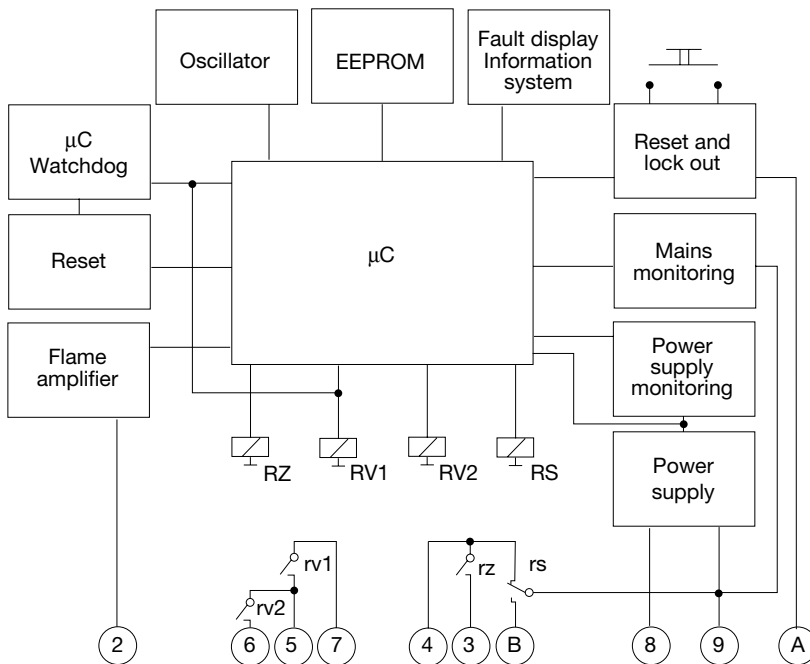 Oscillator
EEPROM
Fault display
Information
system
µC
Watchdog
Reset and
lock out
Reset
µC
Mains
monitoring
Flame
amplifier
Power
supply
monitoring
RZ
RV1
RV2
RS
Power
supply
rv1
rz
rs
rv2
2
6
5
7
4
3
B
8
9
A